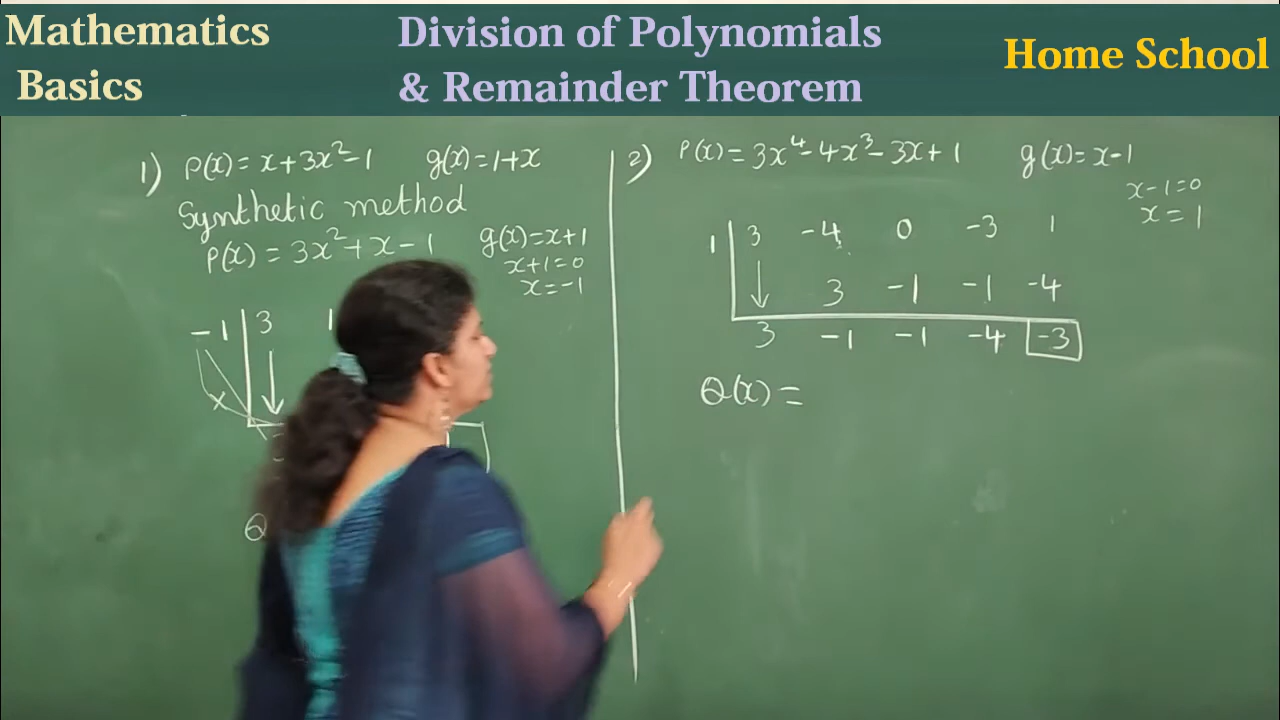 Mathematics
Basics
Division of Polynomials
& Remainder Theorem
Home School
1) P(x) = x + 3x² - 1 g(x) = 1 + x
Synthetic method
P(x) = 3x² + x - 1 g(x) = x + 1
x + 1 = 0
x = -1
-1 3 1
x
Q
2) P(x) = 3x⁴ - 4x³ - 3x + 1 g(x) = x - 1
x - 1 = 0
x = 1
1 3 -4 0 -3 1
3 -1 -1 -4
3 -1 -1 -4 -3
Q(x) =